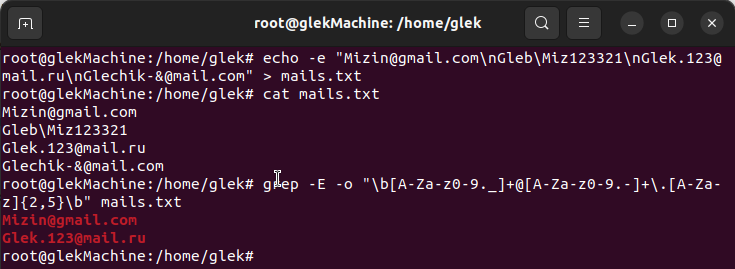 root@glekMachine: /home/glek
root@glekMachine:/home/glek# echo -e "Mizin@gmail.com\nGleb\Miz123321\nGlek.123@
mail.ru\nGlechik-&@mail.com" > mails.txt
root@glekMachine:/home/glek# cat mails.txt
Mizin@gmail.com
Gleb\Miz123321
Glek.123@mail.ru
Glechik-&@mail.com
root@glekMachine:/home/glek# grep -E -o "\b[A-Za-z0-9._]+@[A-Za-z0-9.-]+\.[A-Za-
z]{2,5}\b" mails.txt
Mizin@gmail.com
Glek.123@mail.ru
root@glekMachine:/home/glek#